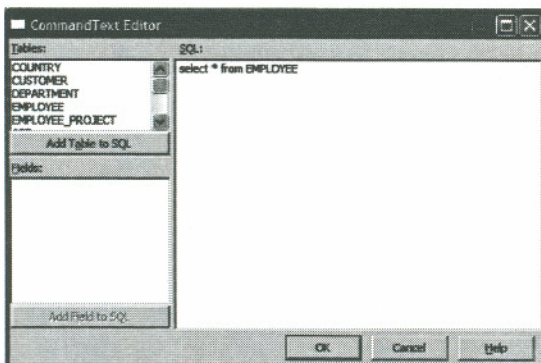 CommandText Editor
Tables:
COUNTRY
CUSTOMER
DEPARTMENT
EMPLOYEE
EMPLOYEE_PROJECT
Add Table to SQL
Fields:
Add Field to SQL
SQL:
select * from EMPLOYEE
OK
Cancel
Help